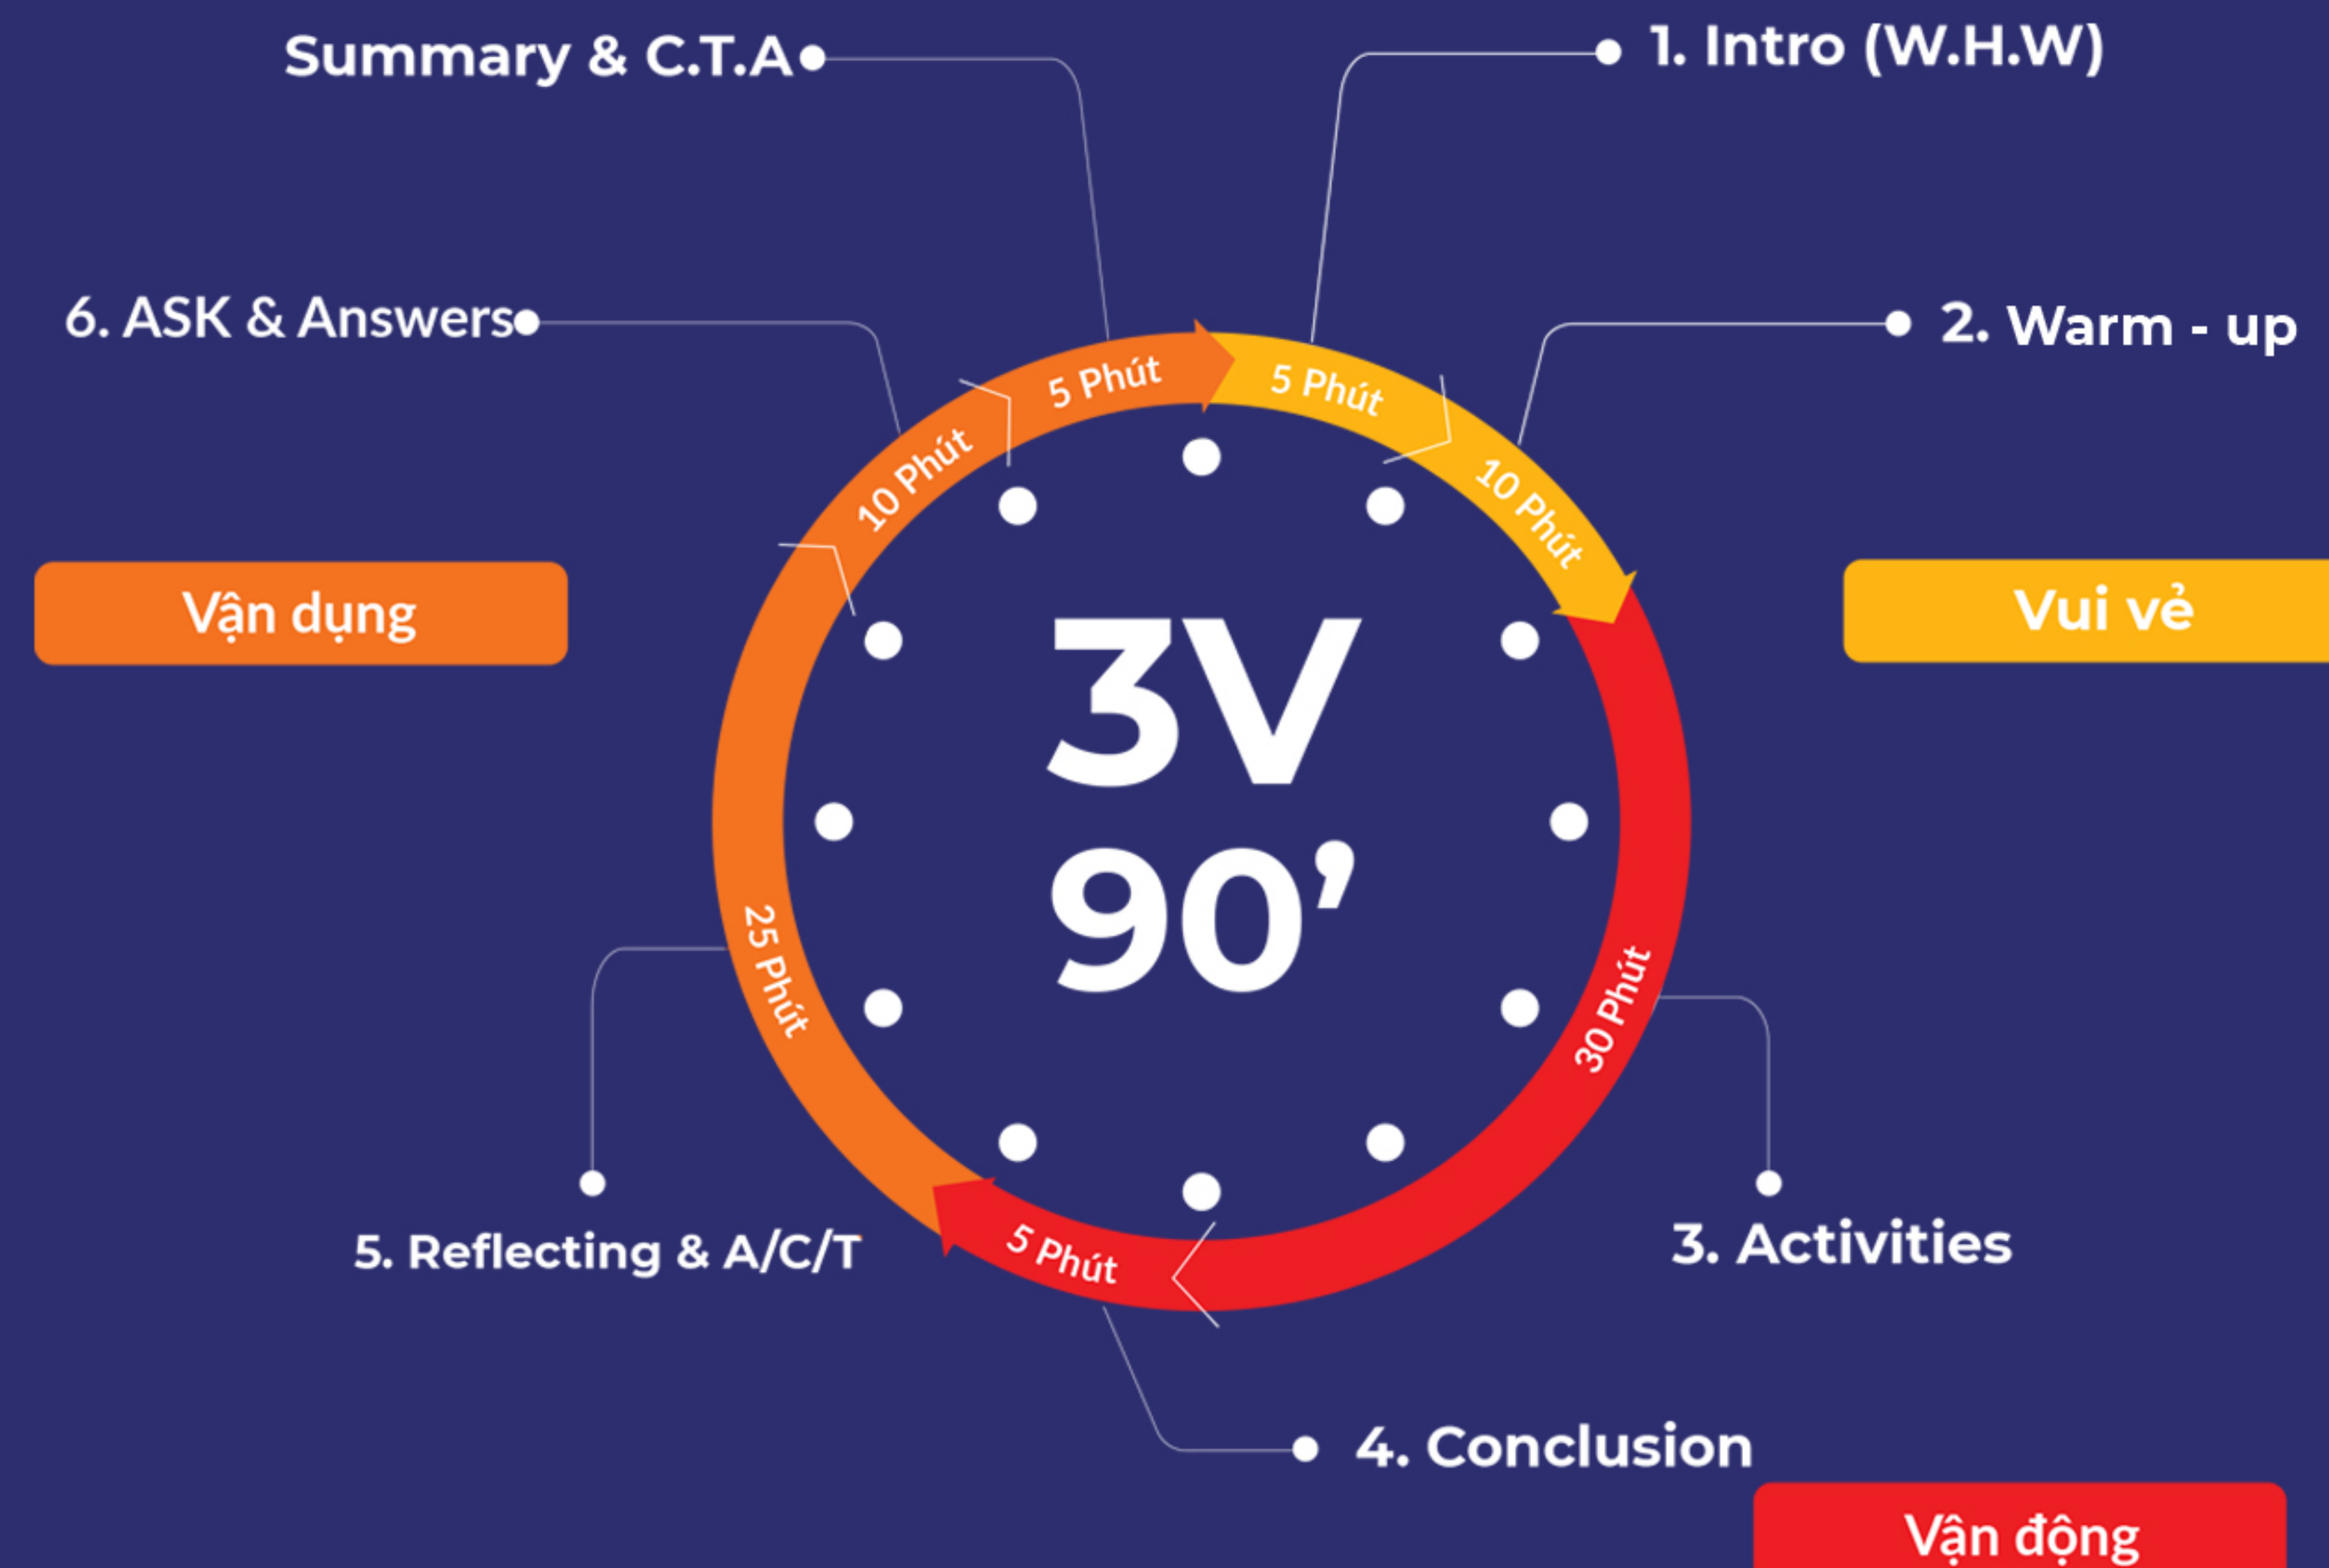 Summary & C.T.A
1. Intro (W.H.W)
6. ASK & Answers
2. Warm - up
5 Phút
5 Phút
10 Phút
10 Phút
Vận dụng
Vui vẻ
3V
90’
25 Phút
30 Phút
5. Reflecting & A/C/T
5 Phút
3. Activities
4. Conclusion
Vận động